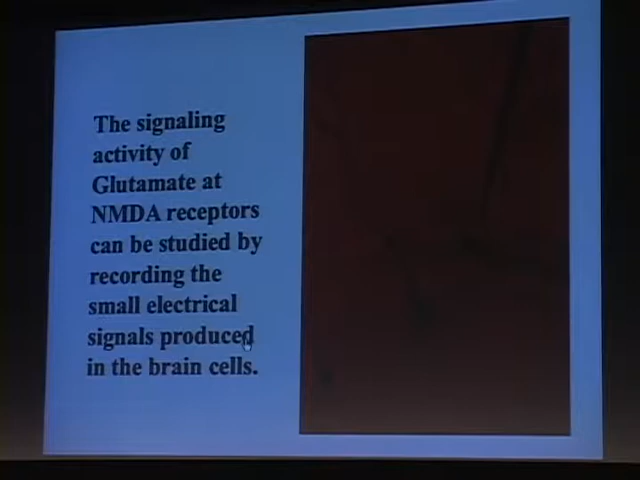 The signaling
activity of
Glutamate at
NMDA receptors
can be studied by
recording the
small electrical
signals produced
in the brain cells.